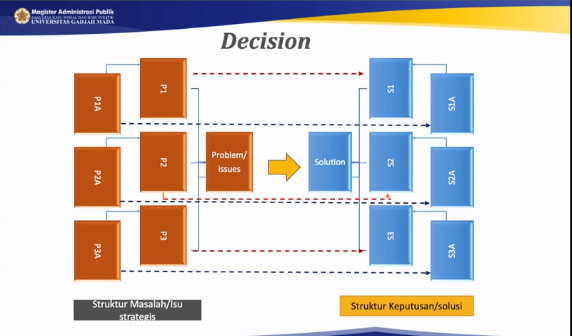 Magister Administrasi Publik
FAKULTAS ILMU SOSIAL DAN ILMU POLITIK
UNIVERSITAS GADJAH MADA
Decision
P1
P1A
P2
P2A
P3
P3A
Problem/
issues
Solution
S1
S1A
S2
S2A
S3
S3A
Struktur Masalah/Isu
strategis
Struktur Keputusan/solusi